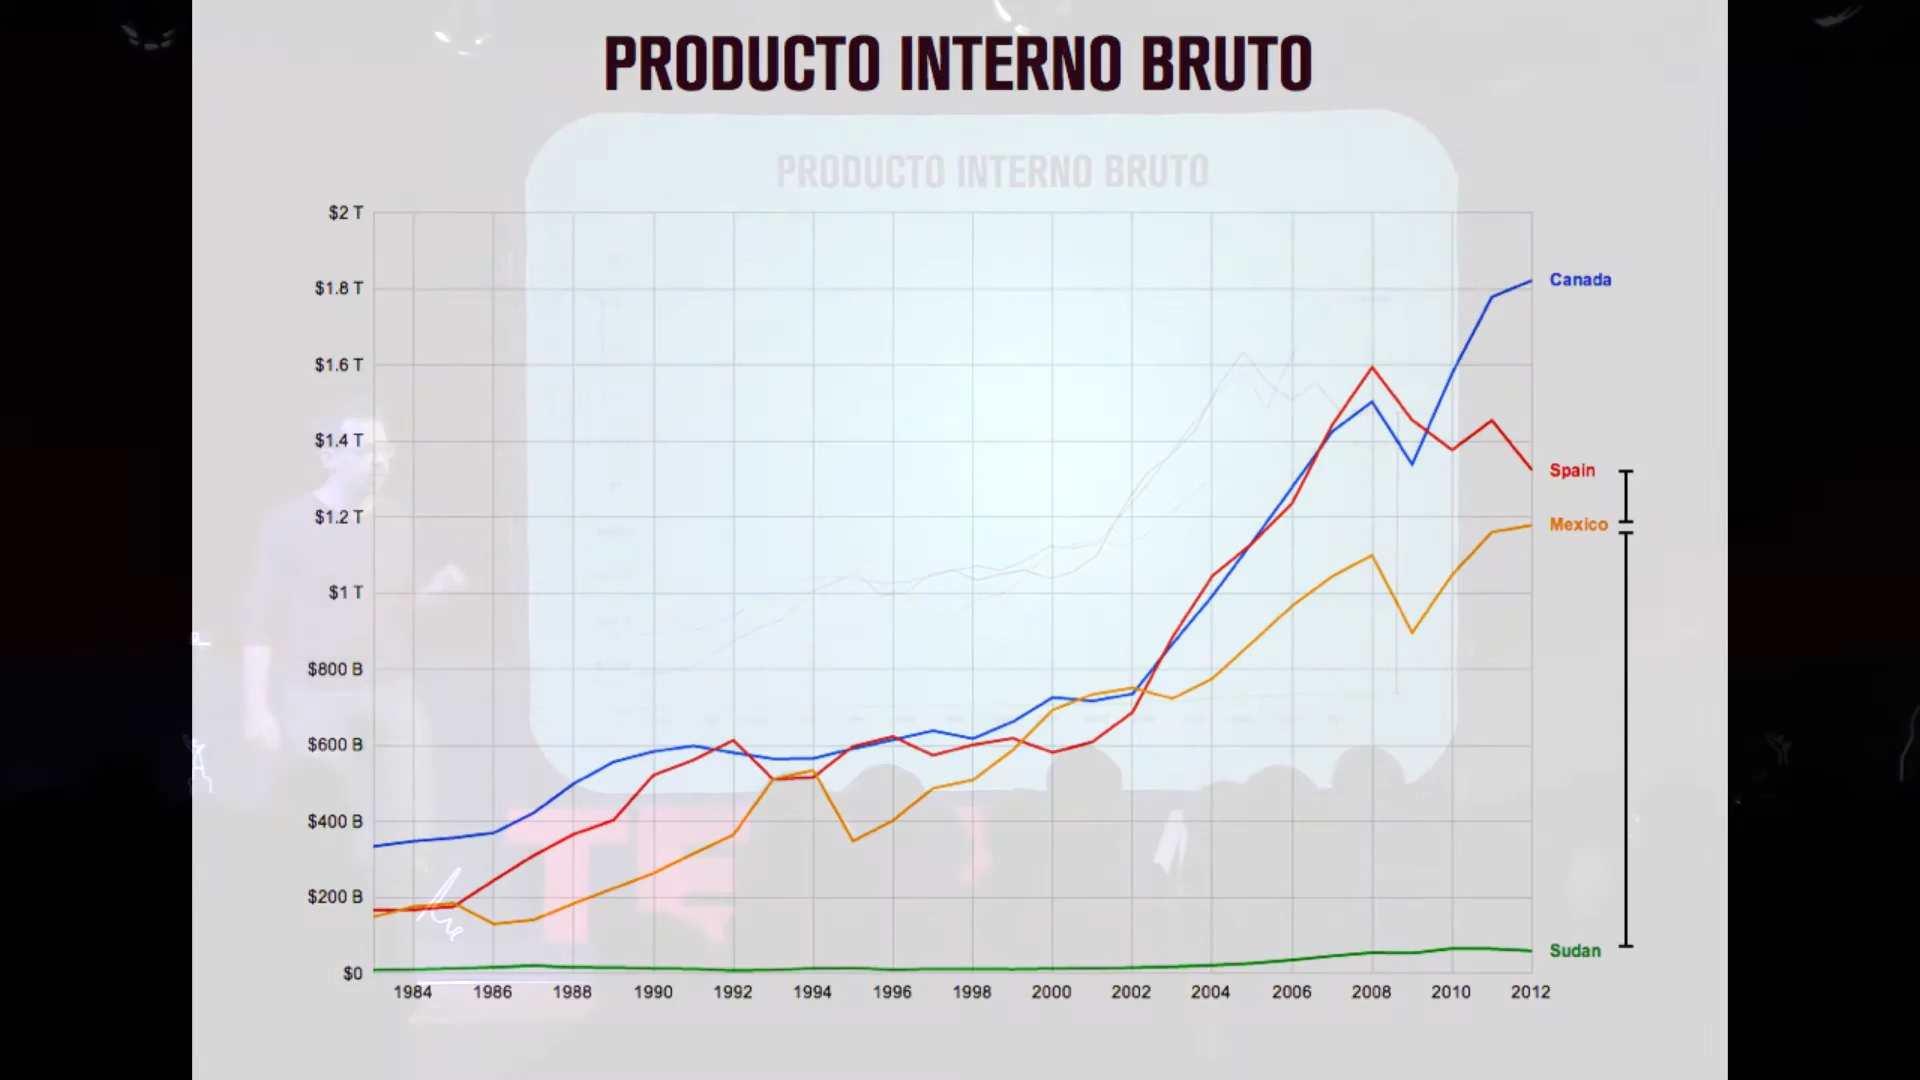 PRODUCTO INTERNO BRUTO
PRODUCTO INTERNO BRUTO
$2 T
$1.8 T
$1.6 T
$1.4 T
$1.2 T
$1 T
$800 B
$600 B
$400 B
$200 B
$0
Canada
Spain
Mexico
Sudan
1984 1986 1988 1990 1992 1994 1996 1998 2000 2002 2004 2006 2008 2010 2012
TE